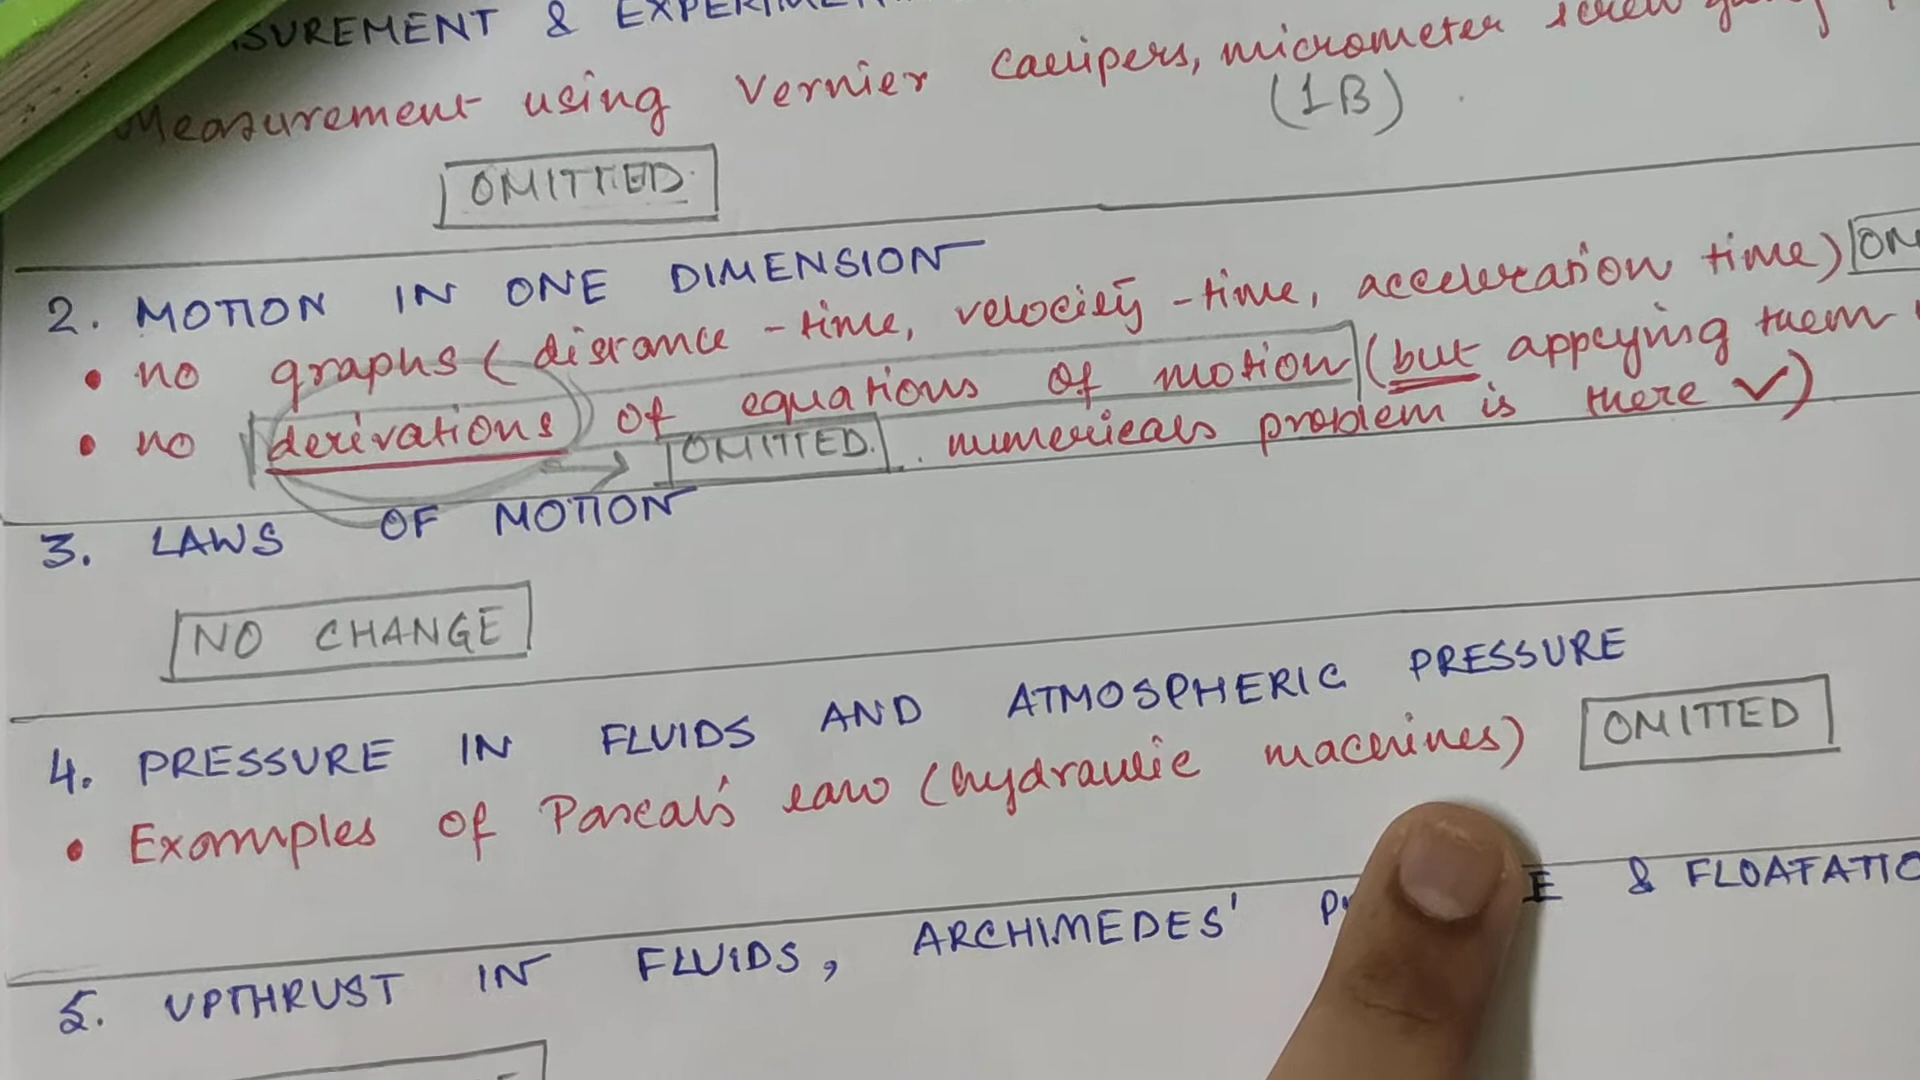 SUREMENT &
Measurement using Vernier Callipers, micrometer screw
(1B)
OMITTED
2. MOTION IN ONE DIMENSION
• no graphs (distance-time, velocity-time, acceleration time)
• no derivations of equations of motion (but applying them
OMITTED. numericals problem is there ✓)
3. LAWS OF MOTION
NO CHANGE
4. PRESSURE IN FLUIDS AND ATMOSPHERIC PRESSURE
• Examples of Pascal's law (hydraulic machines) OMITTED
5. UPTHRUST IN FLUIDS, ARCHIMEDES' & FLOATATIO